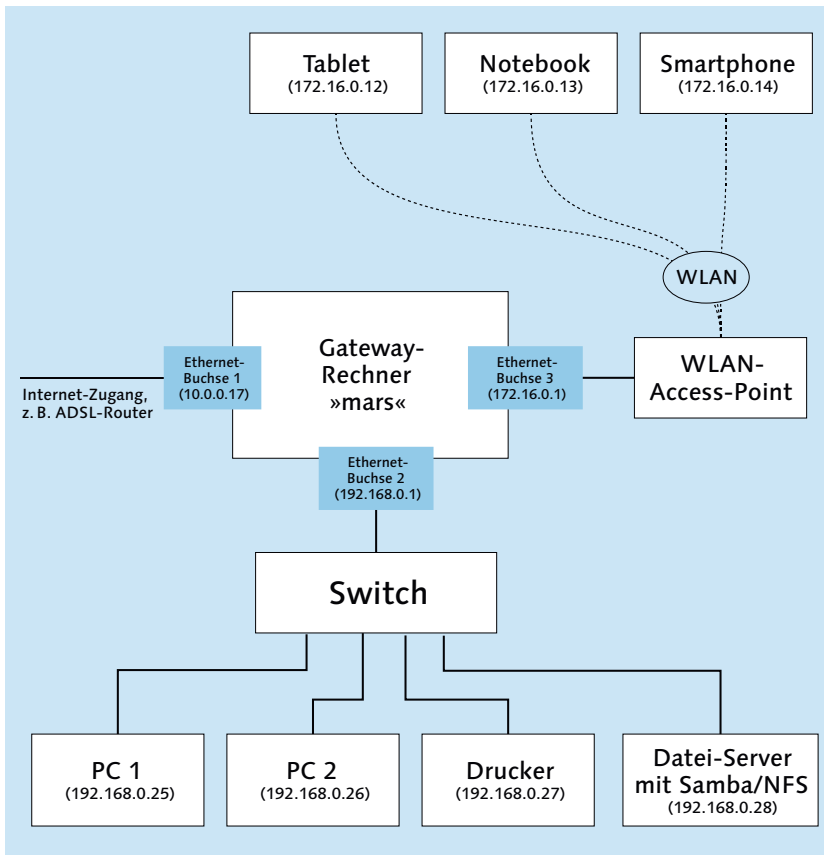 Tablet
(172.16.0.12)
Notebook
(172.16.0.13)
Smartphone
(172.16.0.14)
WLAN
Ethernet-
Buchse 1
(10.0.0.17)
Gateway-
Rechner
»mars«
Ethernet-
Buchse 3
(172.16.0.1)
WLAN-
Access-Point
Internet-Zugang,
z. B. ADSL-Router
Ethernet-
Buchse 2
(192.168.0.1)
Switch
PC 1
(192.168.0.25)
PC 2
(192.168.0.26)
Drucker
(192.168.0.27)
Datei-Server
mit Samba/NFS
(192.168.0.28)